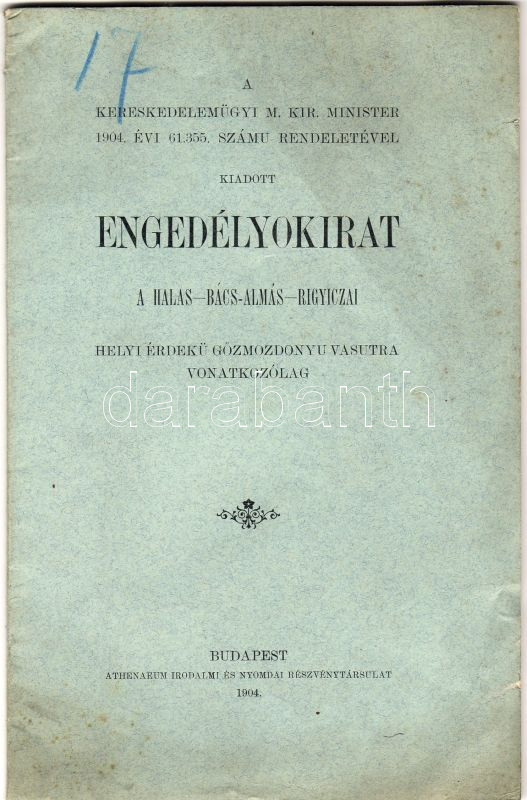 17
A
KERESKEDELEMÜGYI M. KIR. MINISTER
1904. ÉVI 61.355. SZÁMU RENDELETÉVEL
KIADOTT
ENGEDÉLYOKIRAT
A HALAS—BÁCS-ALMÁS—RIGYICZAI
HELYI ÉRDEKÜ GŐZMOZDONYU VASUTRA
VONATKOZÓLAG
darabanth
BUDAPEST
ATHENAEUM IRODALMI ÉS NYOMDAI RÉSZVÉNYTÁRSULAT
1904.